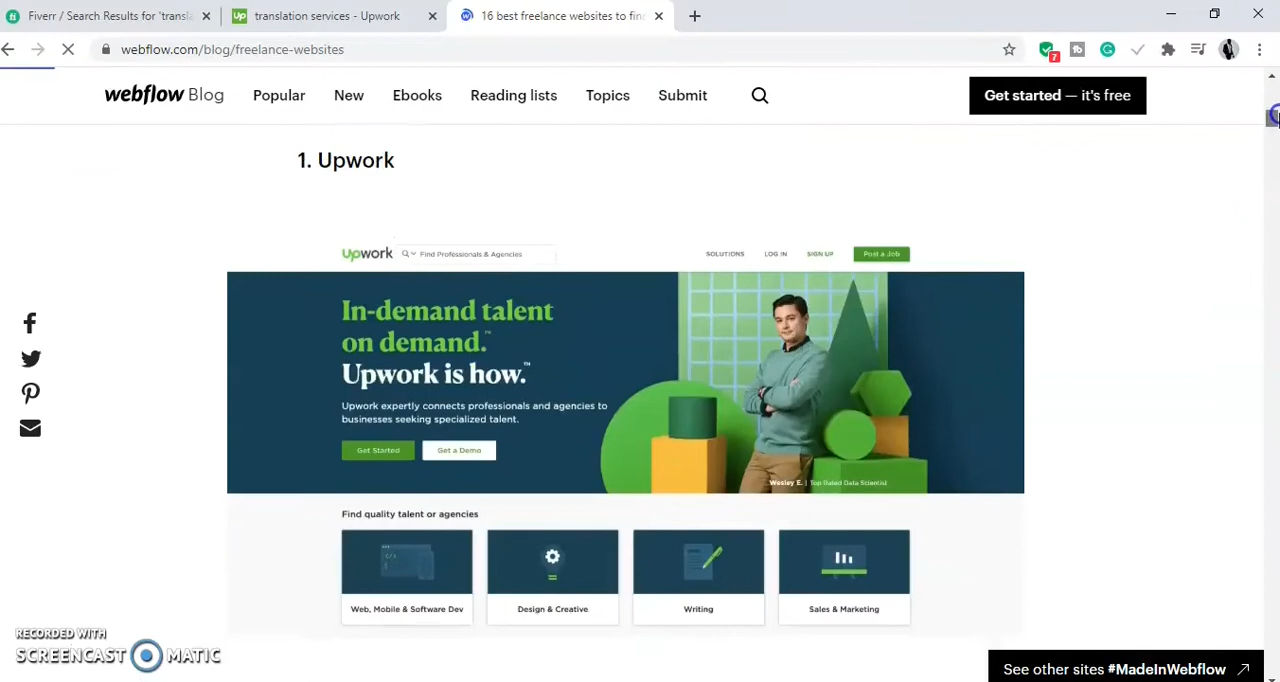 Fiverr / Search Results for 'transla
translation services - Upwork
16 best freelance websites to fin
webflow.com/blog/freelance-websites
7
webflow Blog
Popular
New
Ebooks
Reading lists
Topics
Submit
Get started — it's free
1. Upwork
upwork
Find Professionals & Agencies
SOLUTIONS
LOG IN
SIGN UP
Post a Job
In-demand talent
on demand.™
Upwork is how.™
Upwork expertly connects professionals and agencies to
businesses seeking specialized talent.
Get Started
Get a Demo
Wesley E. | Top Rated Data Scientist
Find quality talent or agencies
Web, Mobile & Software Dev
Design & Creative
Writing
Sales & Marketing
RECORDED WITH
SCREENCAST MATIC
See other sites #MadeInWebflow